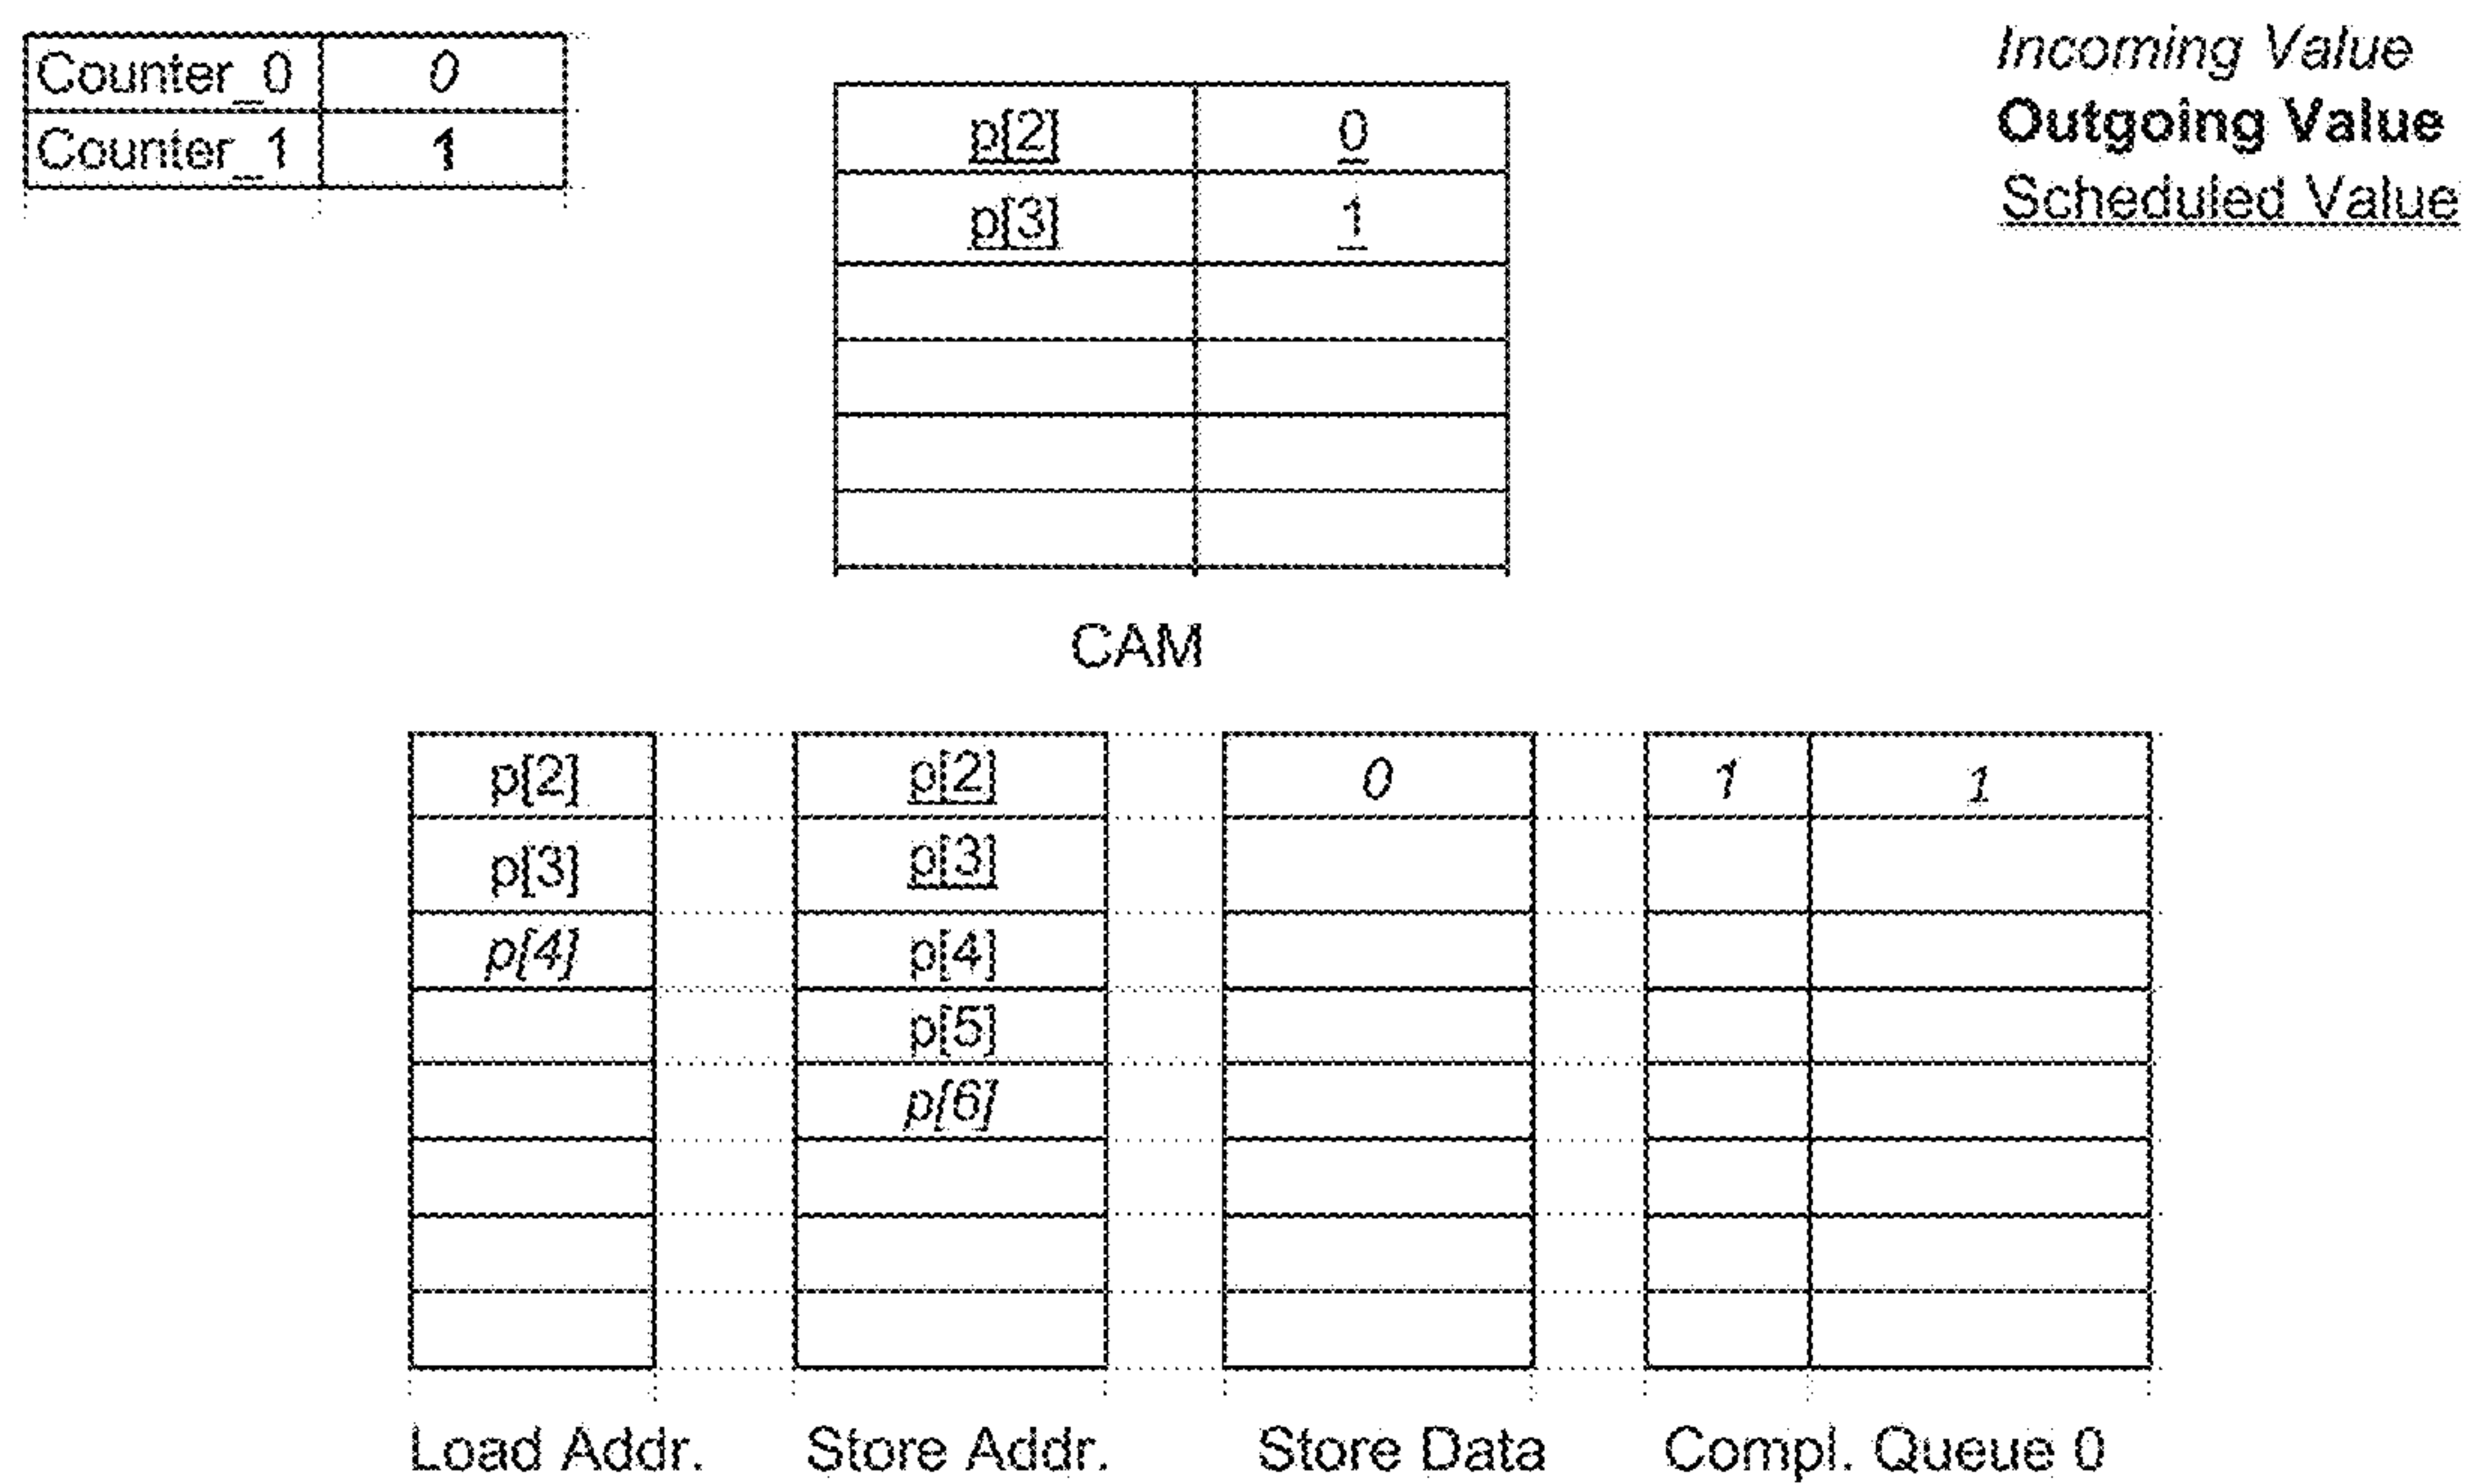 Counter_0 0
Counter_1 1
Incoming Value
Outgoing Value
Scheduled Value
p[2] 0
p[3] 1
CAM
p[2] p[2] 0 1 1
p[3] p[3]
p[4] p[4]
p[5]
p[6]
Load Addr. Store Addr. Store Data Compl. Queue 0